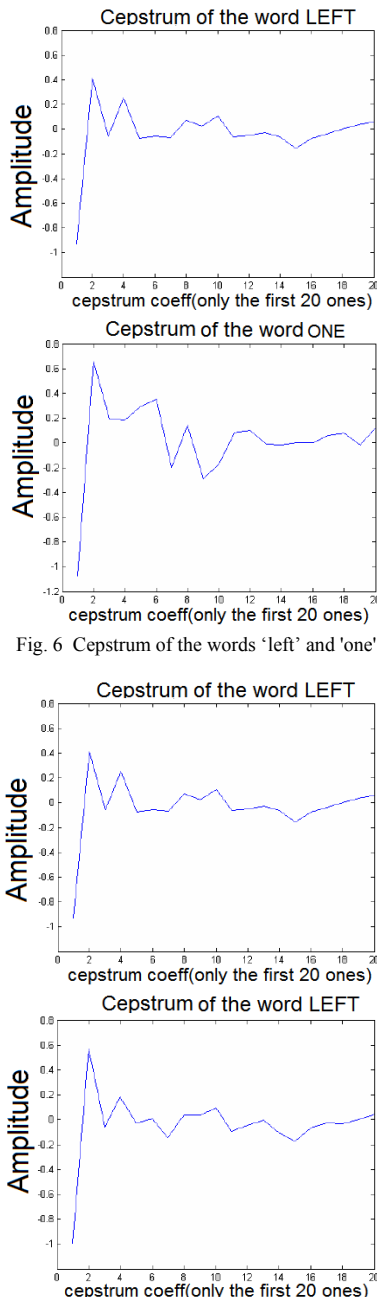 Cepstrum of the word LEFT
0.8
0.6
0.4
0.2
0
-0.2
-0.4
-0.6
-0.8
-1
Amplitude
0 2 4 6 8 10 12 14 16 18 20
cepstrum coeff(only the first 20 ones)
Cepstrum of the word ONE
0.8
0.6
0.4
0.2
0
-0.2
-0.4
-0.6
-0.8
-1
-1.2
Amplitude
0 2 4 6 8 10 12 14 16 18 20
cepstrum coeff(only the first 20 ones)
Fig. 6 Cepstrum of the words ‘left’ and 'one'
Cepstrum of the word LEFT
0.8
0.6
0.4
0.2
0
-0.2
-0.4
-0.6
-0.8
-1
Amplitude
0 2 4 6 8 10 12 14 16 18 20
cepstrum coeff(only the first 20 ones)
Cepstrum of the word LEFT
0.8
0.6
0.4
0.2
0
-0.2
-0.4
-0.6
-0.8
-1
Amplitude
0 2 4 6 8 10 12 14 16 18 20
cepstrum coeff(only the first 20 ones)